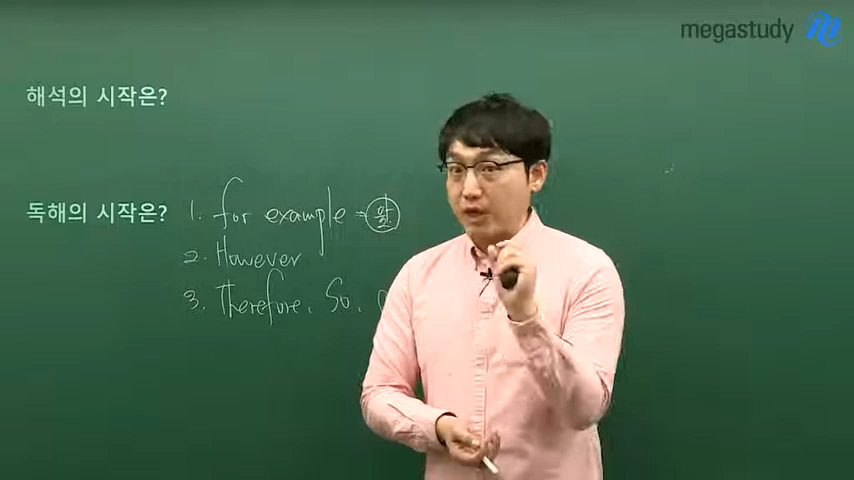 megastudy
해석의 시작은?
독해의 시작은? 1. for example = 앞
2. However
3. Therefore, So,